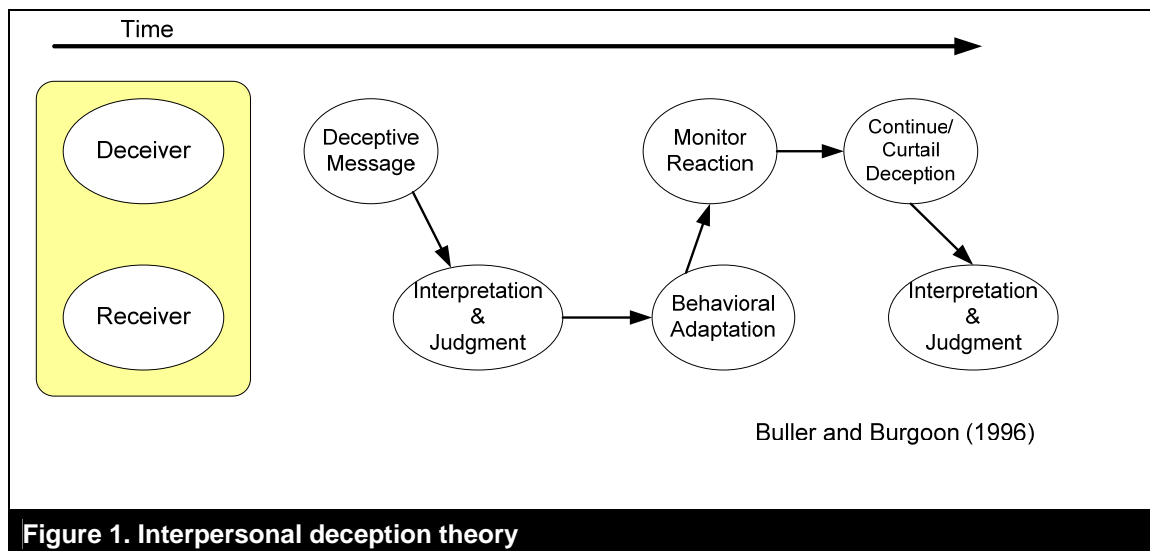 Time
Deceiver
Receiver
Deceptive
Message
Interpretation
&
Judgment
Behavioral
Adaptation
Monitor
Reaction
Continue/
Curtail
Deception
Interpretation
&
Judgment
Buller and Burgoon (1996)
Figure 1. Interpersonal deception theory